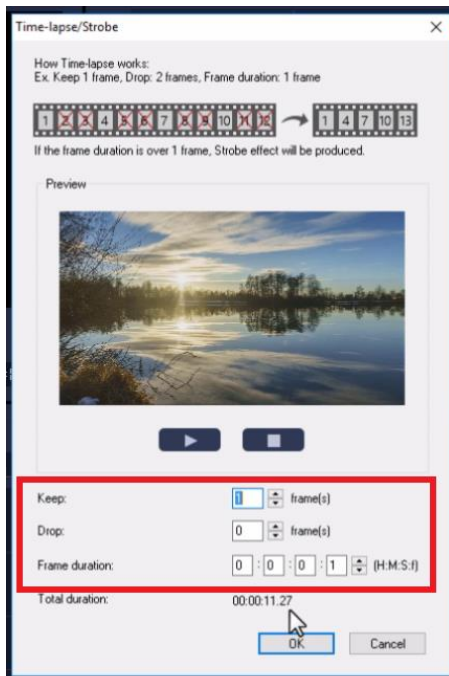 Time-lapse/Strobe
How Time-lapse works:
Ex. Keep 1 frame, Drop: 2 frames, Frame duration: 1 frame
1 2 3 4 5 6 7 8 9 10 11 12 1 4 7 10 13
If the frame duration is over 1 frame, Strobe effect will be produced.
Preview
Keep: 1 frame(s)
Drop: 0 frame(s)
Frame duration: 0 : 0 : 0 : 1 (H:M:S:f)
Total duration: 00:00:11.27
OK Cancel